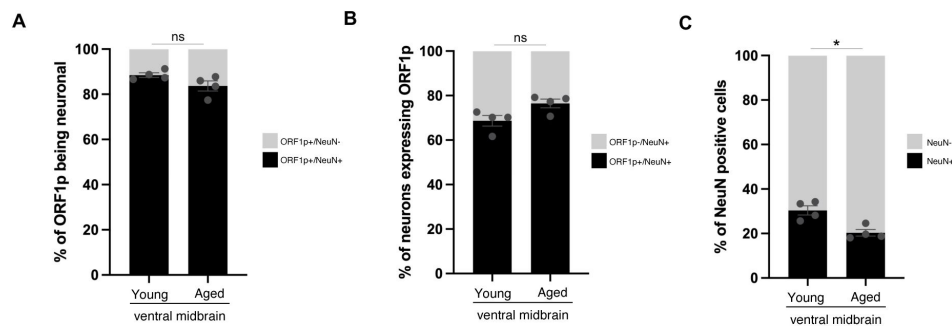 A
% of ORF1p being neuronal
100
80
60
40
20
0
ns
Young
Aged
ventral midbrain
ORF1p+/NeuN-
ORF1p+/NeuN+
B
% of neurons expressing ORF1p
100
80
60
40
20
0
ns
Young
Aged
ventral midbrain
ORF1p-/NeuN+
ORF1p+/NeuN+
C
% of NeuN positive cells
100
80
60
40
20
0
*
Young
Aged
ventral midbrain
NeuN-
NeuN+